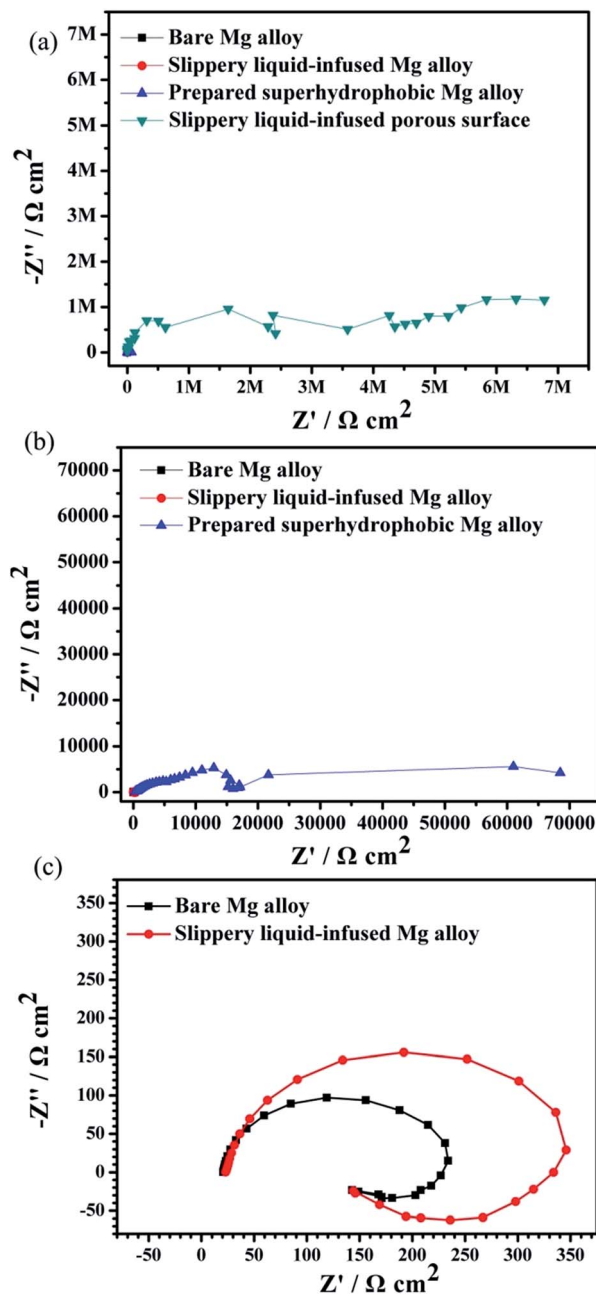 (a)
Bare Mg alloy
Slippery liquid-infused Mg alloy
Prepared superhydrophobic Mg alloy
Slippery liquid-infused porous surface
7M
6M
5M
4M
3M
2M
1M
0
-Z'' / Ω cm²
0 1M 2M 3M 4M 5M 6M 7M
Z' / Ω cm²
(b)
Bare Mg alloy
Slippery liquid-infused Mg alloy
Prepared superhydrophobic Mg alloy
70000
60000
50000
40000
30000
20000
10000
0
-Z'' / Ω cm²
0 10000 20000 30000 40000 50000 60000 70000
Z' / Ω cm²
(c)
Bare Mg alloy
Slippery liquid-infused Mg alloy
350
300
250
200
150
100
50
0
-50
-Z'' / Ω cm²
-50 0 50 100 150 200 250 300 350
Z' / Ω cm²